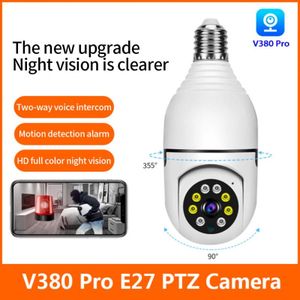 The new upgrade
Night vision is clearer
V380 Pro
Two-way voice intercom
Motion detection alarm
HD full color night vision
355°
90°
V380 Pro E27 PTZ Camera